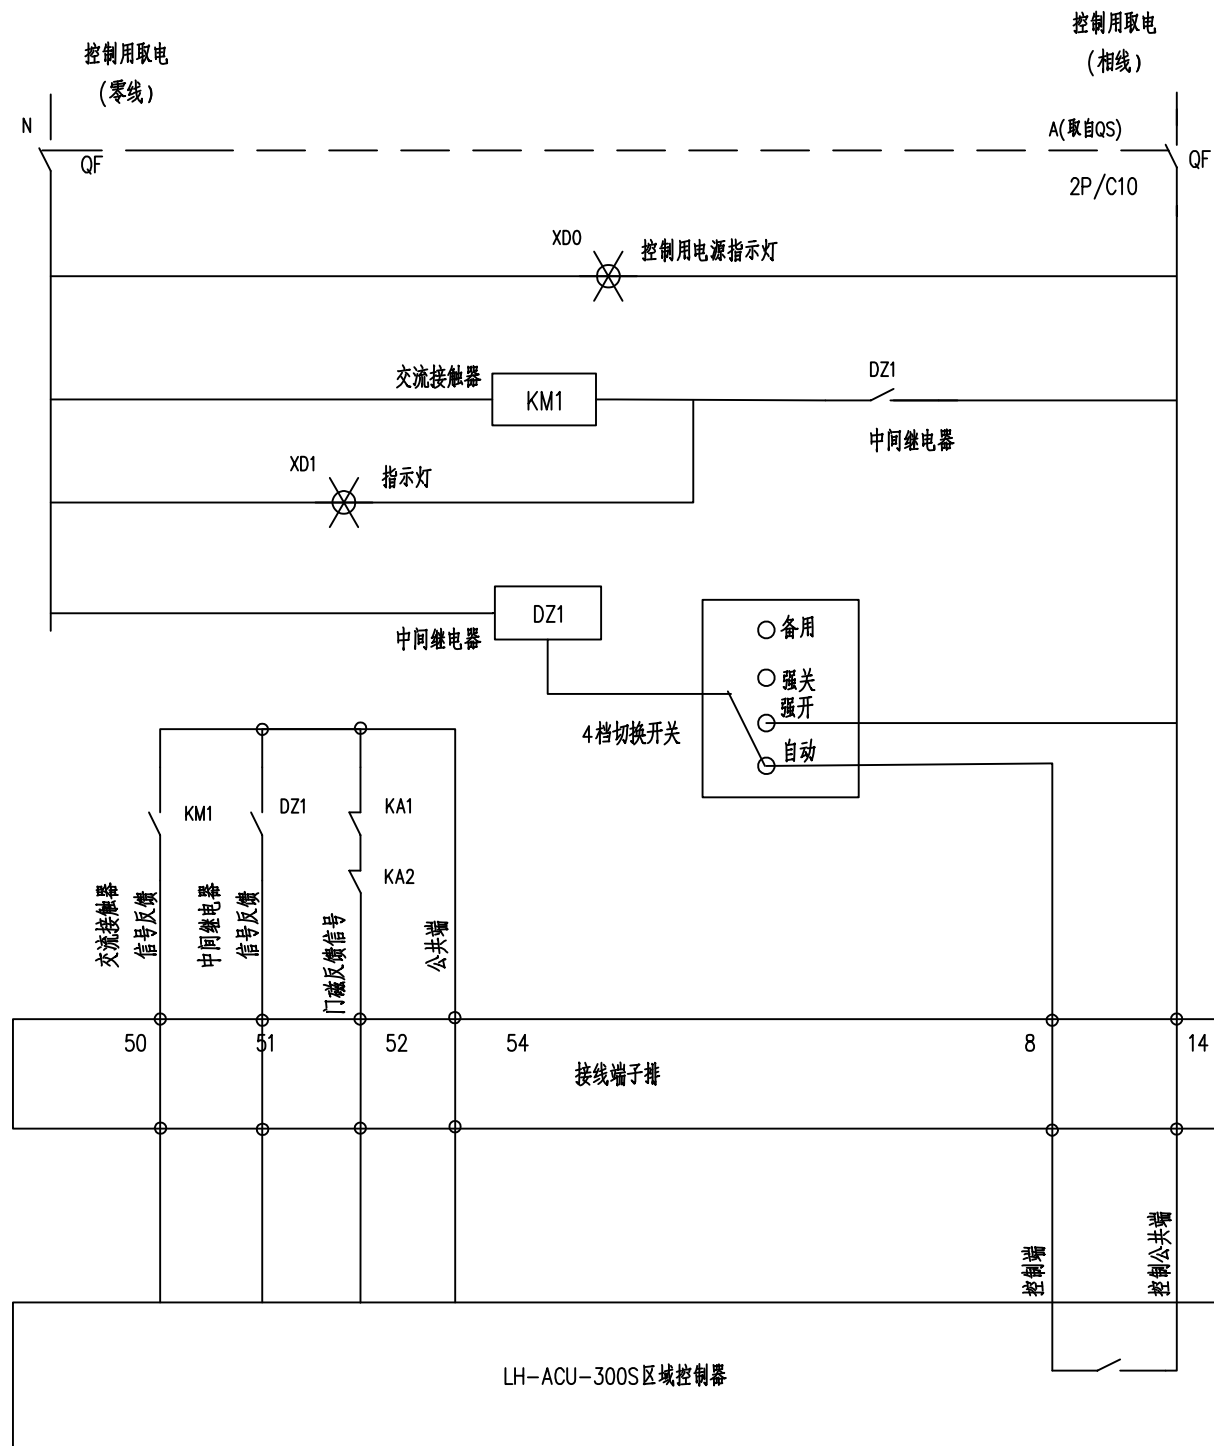 控制用取电
(相线)
控制用取电
(零线)
N
A(取自QS)
QF
QF
2P/C10
XD0
控制用电源指示灯
交流接触器
KM1
DZ1
中间继电器
XD1
指示灯
DZ1
中间继电器
备用
强关
强开
自动
4档切换开关
KM1
DZ1
KA1
KA2
交流接触器
信号反馈
中间继电器
信号反馈
门磁反馈信号
公共端
50
51
52
54
8
14
接线端子排
控制端
控制公共端
LH-ACU-300S区域控制器